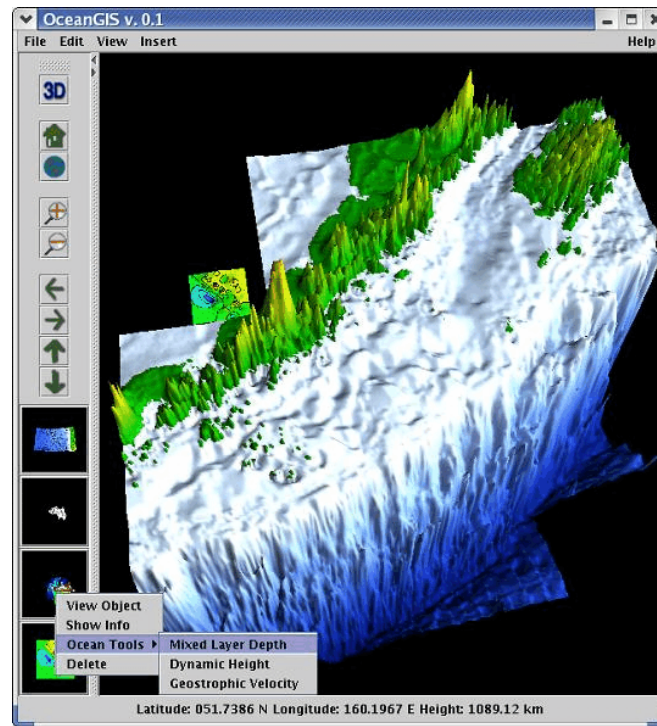 OceanGIS v. 0.1
File Edit View Insert Help
3D
View Object
Show Info
Ocean Tools
Delete
Mixed Layer Depth
Dynamic Height
Geostrophic Velocity
Latitude: 051.7386 N Longitude: 160.1967 E Height: 1089.12 km